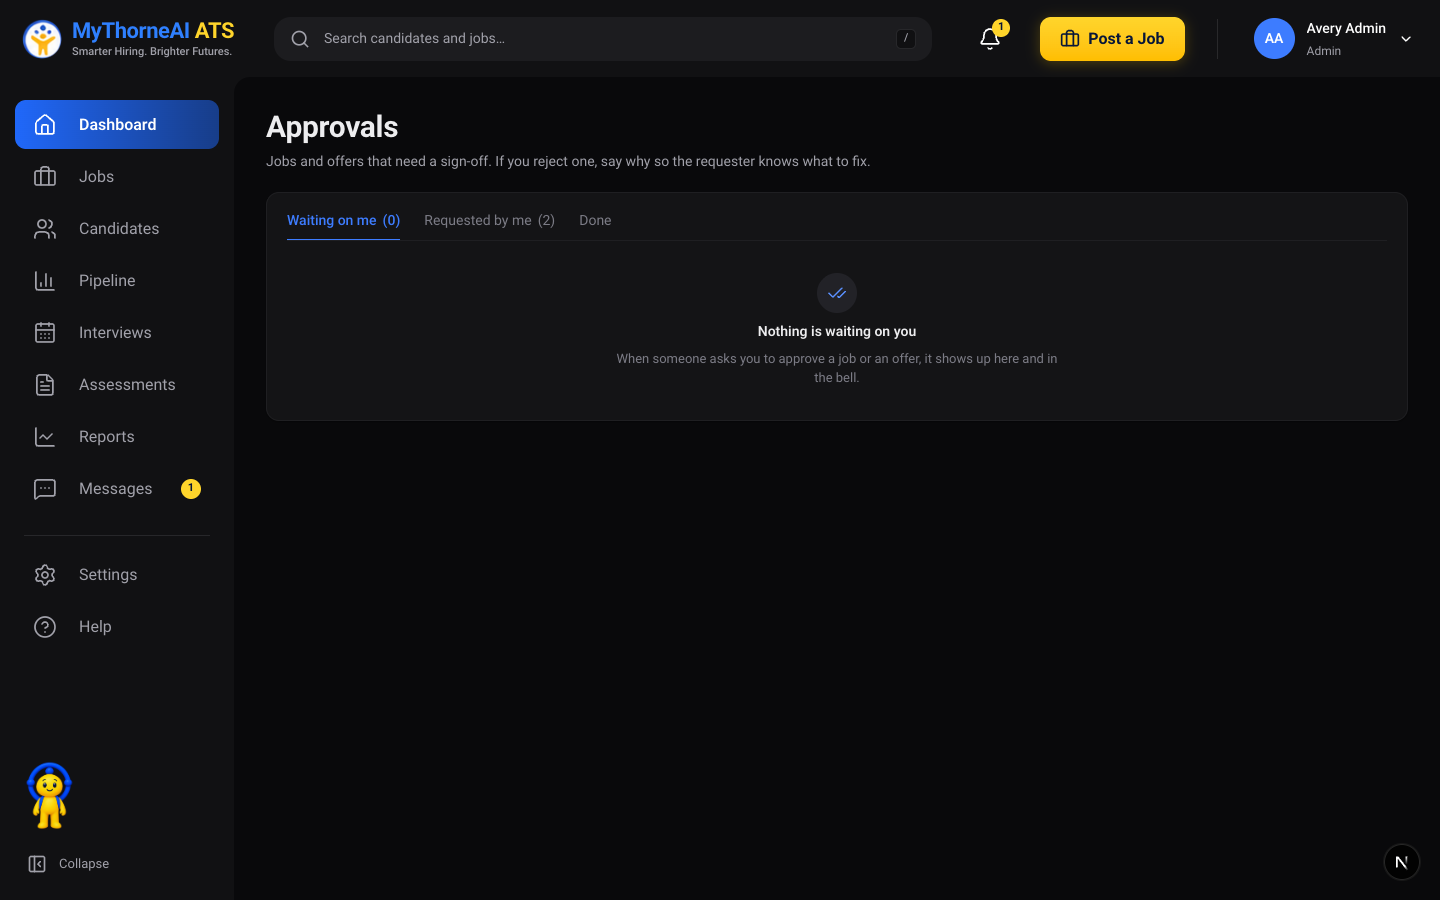 MyThorneAI ATS
Smarter Hiring. Brighter Futures.
Search candidates and jobs...
/
1
Post a Job
AA
Avery Admin
Admin
Dashboard
Jobs
Candidates
Pipeline
Interviews
Assessments
Reports
Messages
1
Settings
Help
Collapse
Approvals
Jobs and offers that need a sign-off. If you reject one, say why so the requester knows what to fix.
Waiting on me (0)
Requested by me (2)
Done
Nothing is waiting on you
When someone asks you to approve a job or an offer, it shows up here and in
the bell.
N